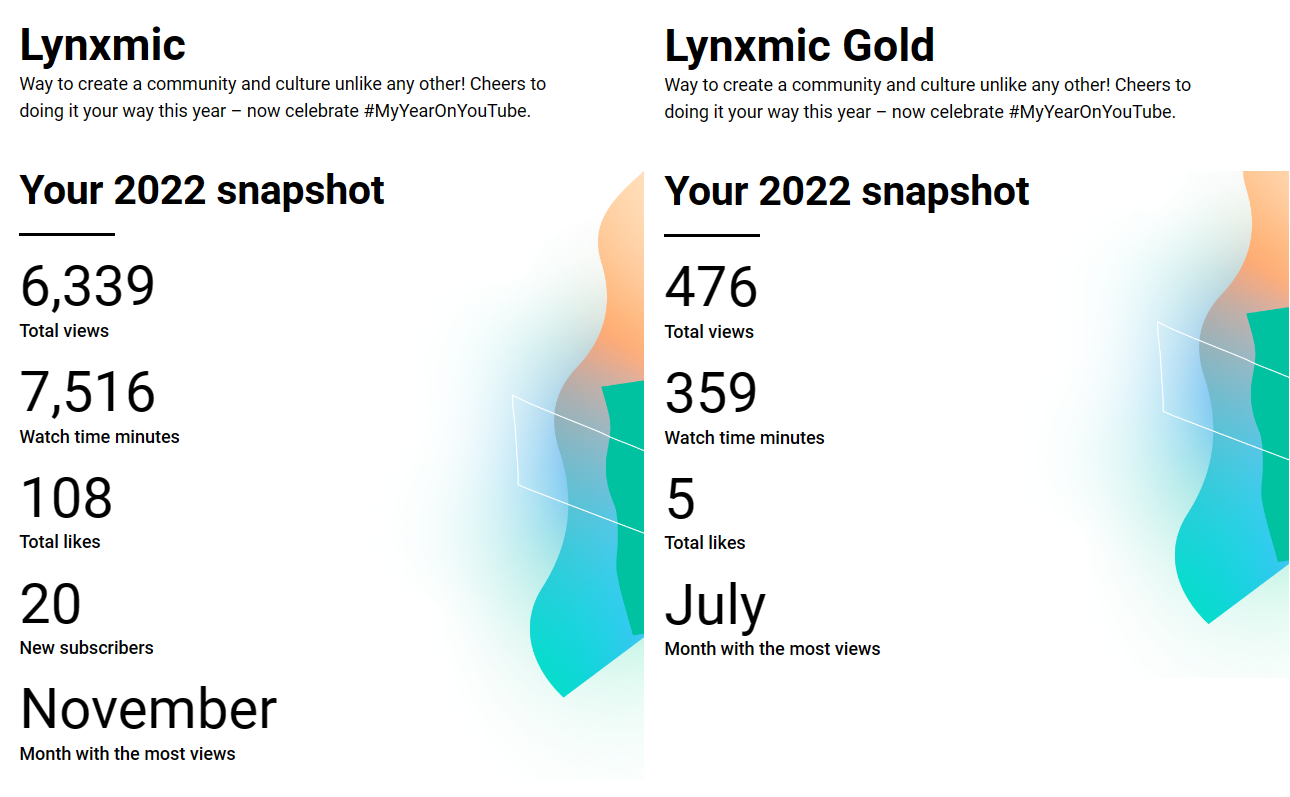 Lynxmic
Way to create a community and culture unlike any other! Cheers to
doing it your way this year – now celebrate #MyYearOnYouTube.
Your 2022 snapshot
6,339
Total views
7,516
Watch time minutes
108
Total likes
20
New subscribers
November
Month with the most views
Lynxmic Gold
Way to create a community and culture unlike any other! Cheers to
doing it your way this year – now celebrate #MyYearOnYouTube.
Your 2022 snapshot
476
Total views
359
Watch time minutes
5
Total likes
July
Month with the most views